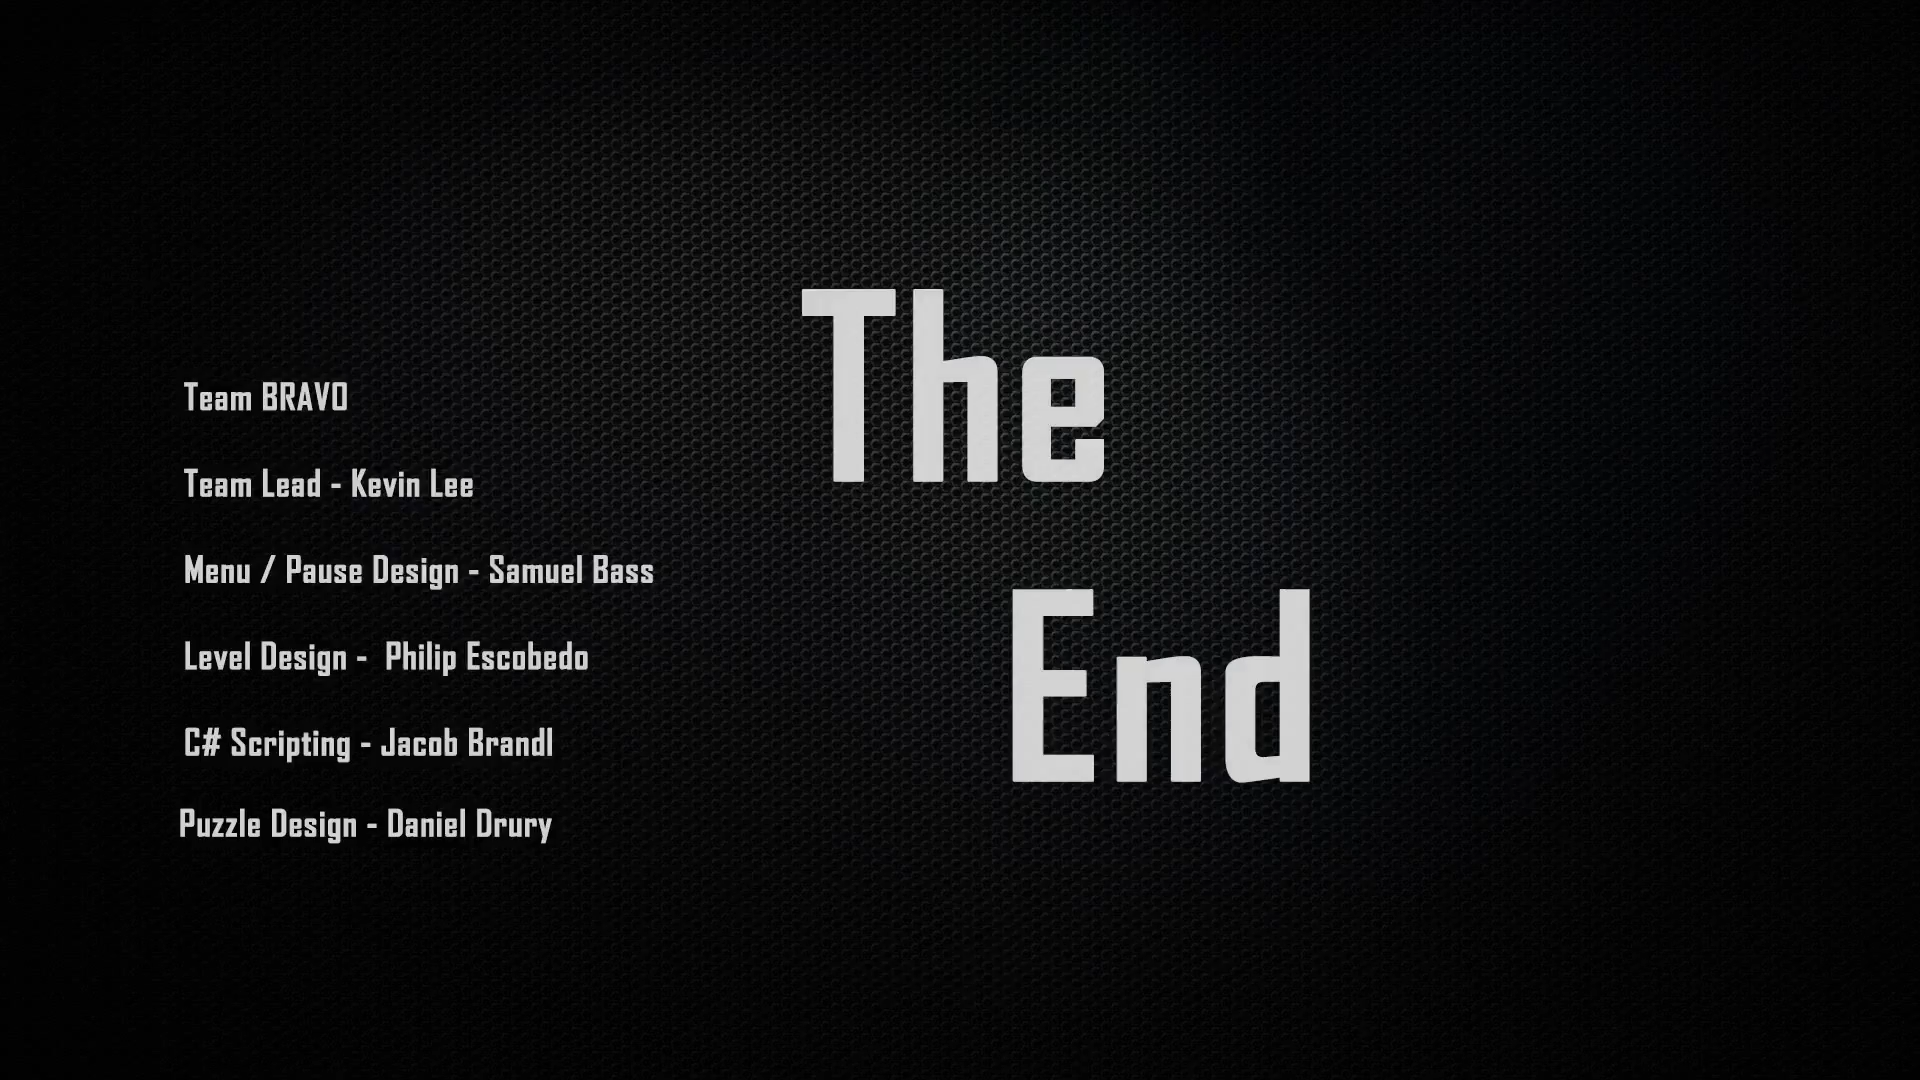 The
End
Team BRAVO
Team Lead - Kevin Lee
Menu / Pause Design - Samuel Bass
Level Design -  Philip Escobedo
C# Scripting - Jacob Brandl
Puzzle Design - Daniel Drury